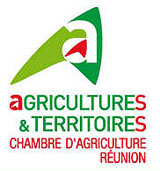 a
agRICULTURES
& TERRITOIRES
CHAMBRE D'AGRICULTURE
RÉUNION